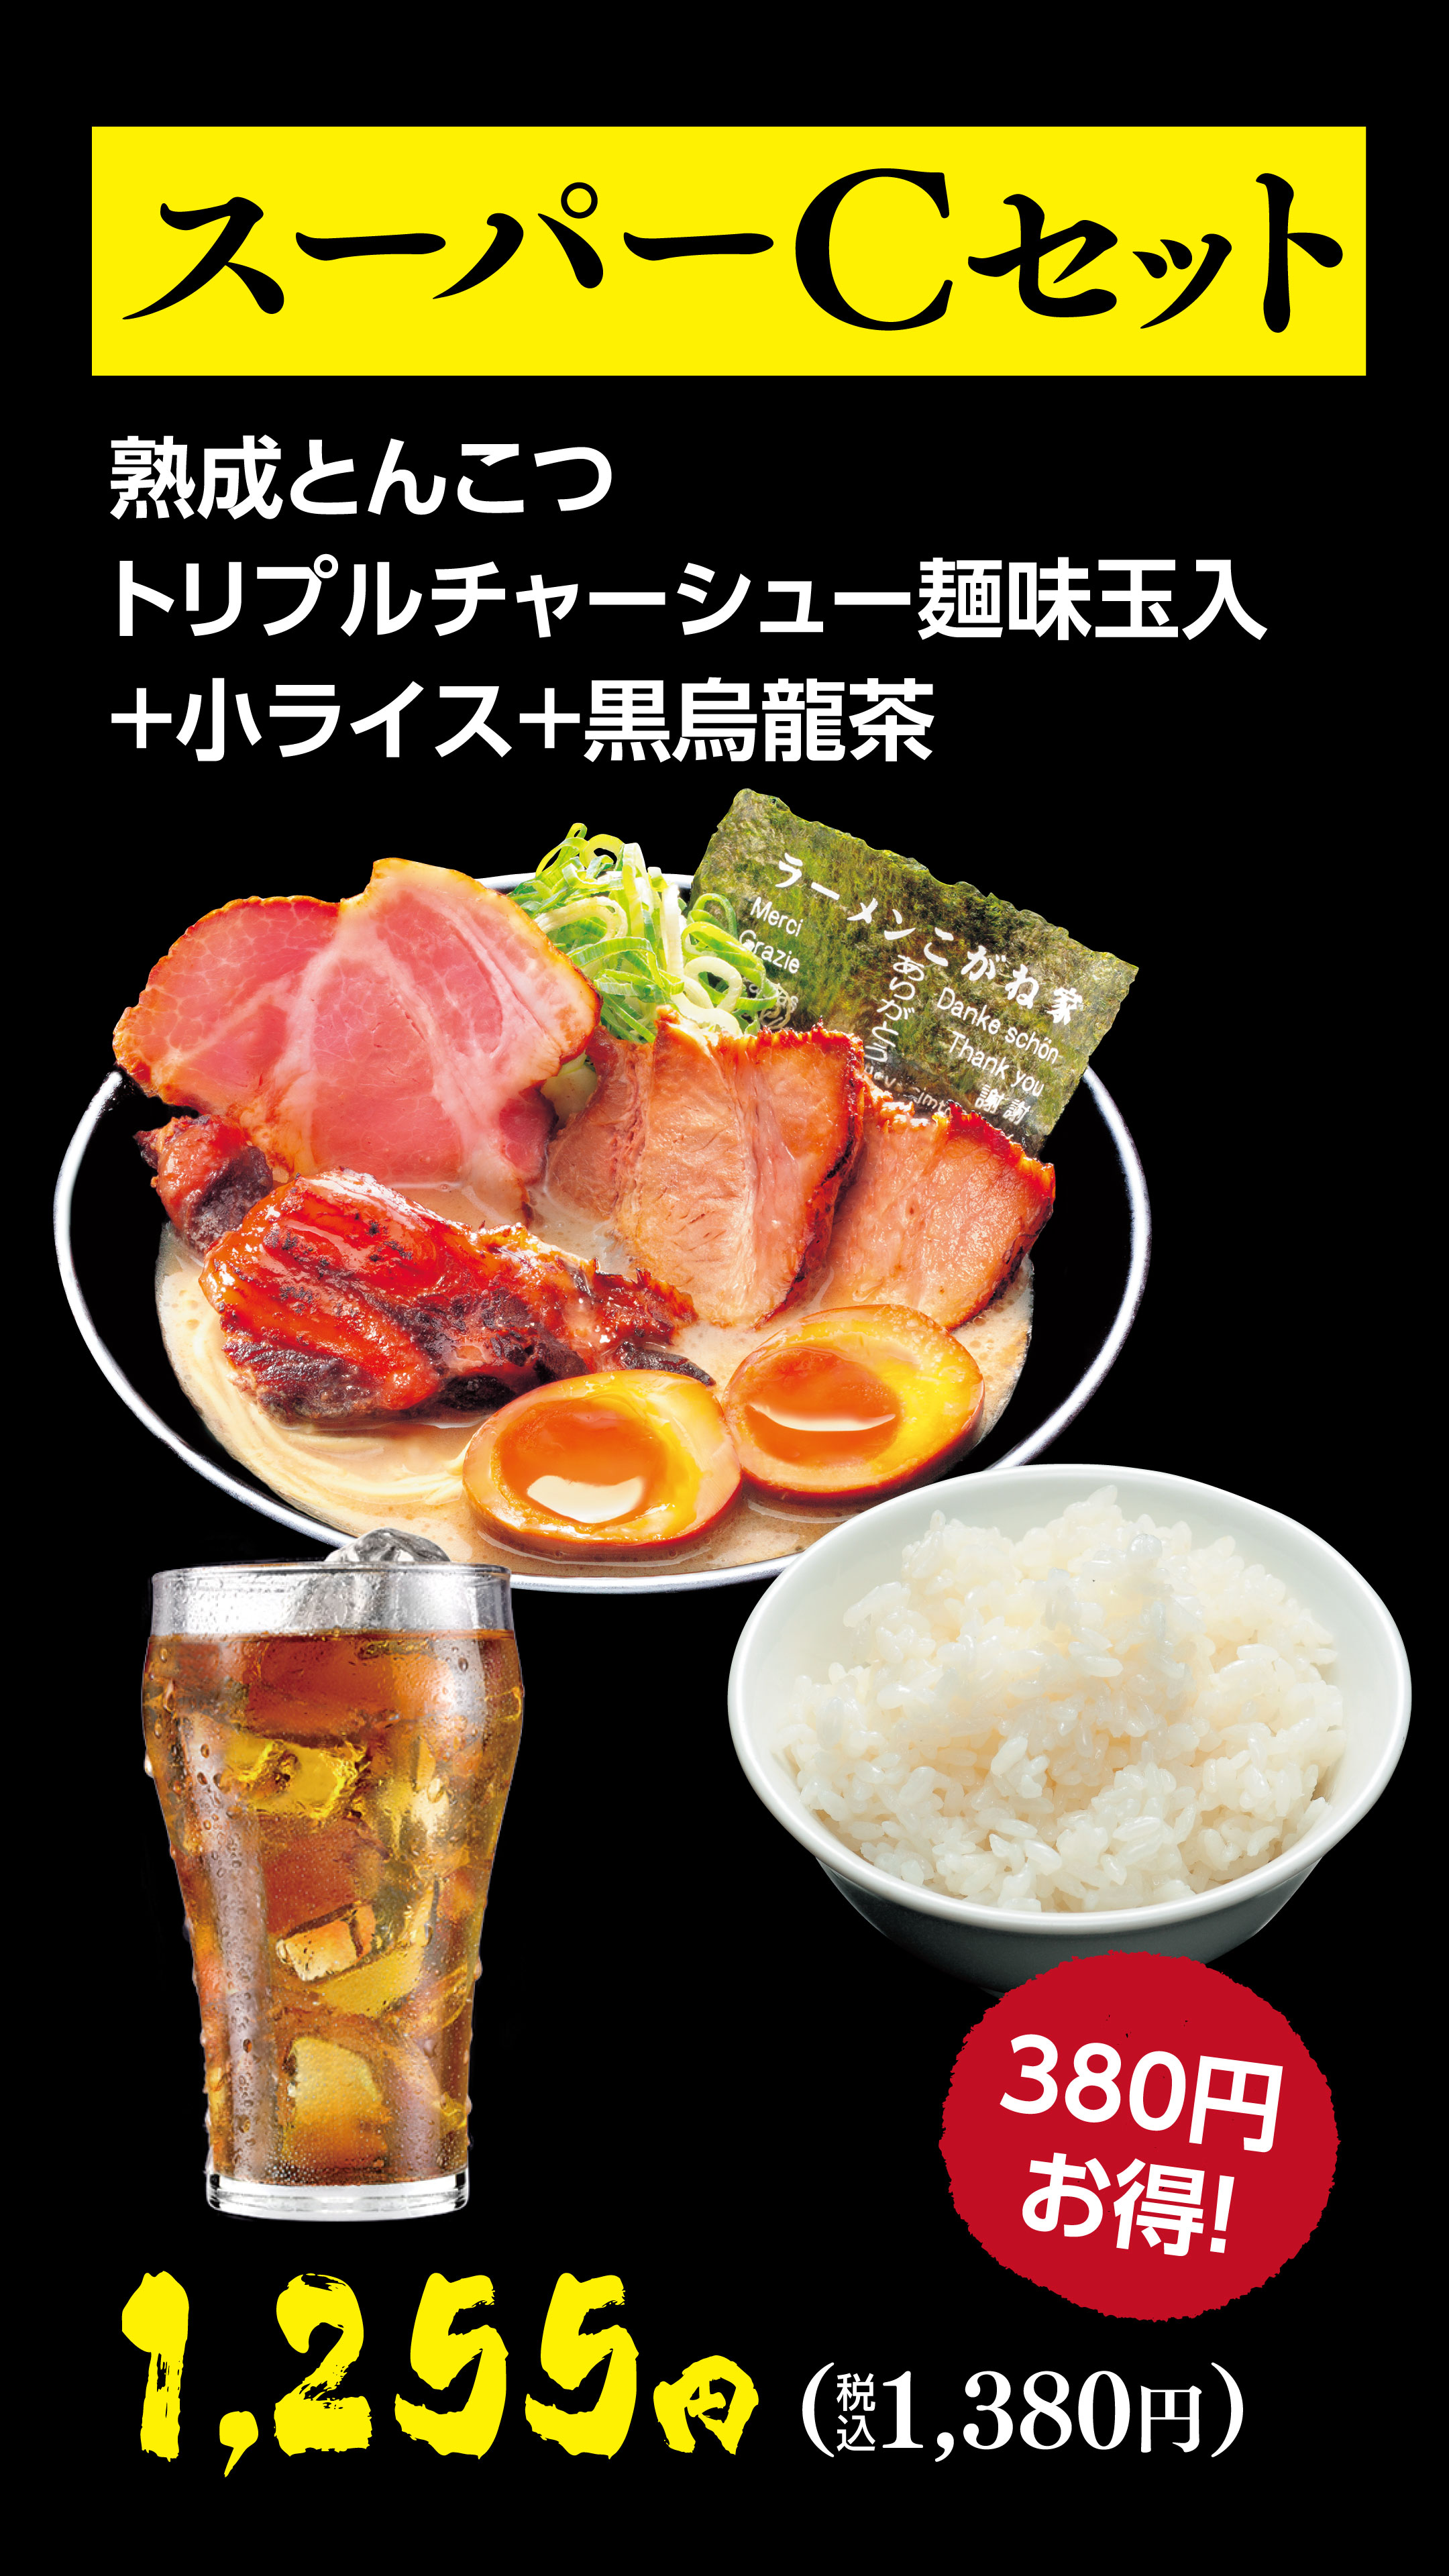 スーパーCセット
熟成とんこつ
トリプルチャーシュー麺味玉入
+小ライス+黒烏龍茶
ラーメンこがね家
Merci
Grazie
ありがとう
Danke schön
Thank you
謝謝
380円
お得!
1,255円(税込1,380円)